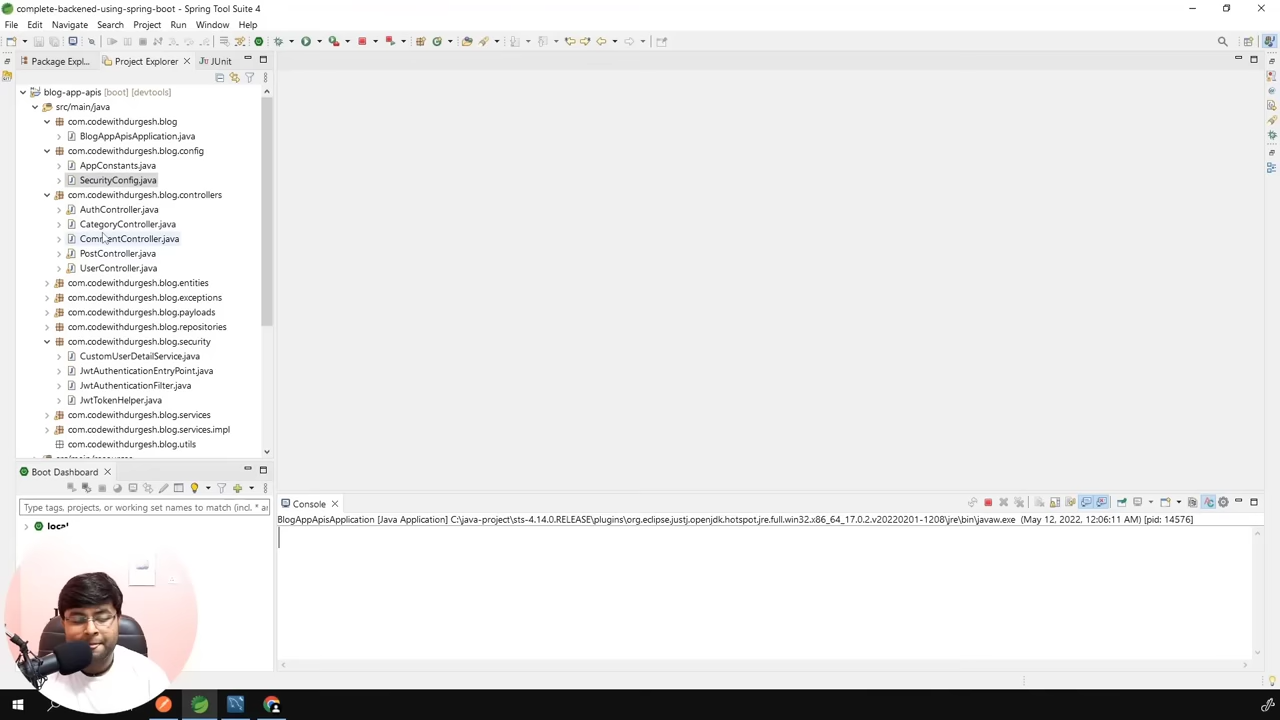 complete-backened-using-spring-boot - Spring Tool Suite 4
File Edit Navigate Search Project Run Window Help
Package Expl... Project Explorer JUnit
blog-app-apis [boot] [devtools]
src/main/java
com.codewithdurgesh.blog
BlogAppApisApplication.java
com.codewithdurgesh.blog.config
AppConstants.java
SecurityConfig.java
com.codewithdurgesh.blog.controllers
AuthController.java
CategoryController.java
CommentController.java
PostController.java
UserController.java
com.codewithdurgesh.blog.entities
com.codewithdurgesh.blog.exceptions
com.codewithdurgesh.blog.payloads
com.codewithdurgesh.blog.repositories
com.codewithdurgesh.blog.security
CustomUserDetailService.java
JwtAuthenticationEntryPoint.java
JwtAuthenticationFilter.java
JwtTokenHelper.java
com.codewithdurgesh.blog.services
com.codewithdurgesh.blog.services.impl
com.codewithdurgesh.blog.utils
Boot Dashboard
Type tags, projects, or working set names to match (incl. *
local
Console
BlogAppApisApplication [Java Application] C:\java-project\sts-4.14.0.RELEASE\plugins\org.eclipse.justj.openjdk.hotspot.jre.full.win32.x86_64_17.0.2.v20220201-1208\jre\bin\javaw.exe (May 12, 2022, 12:06:11 AM) [pid: 14576]